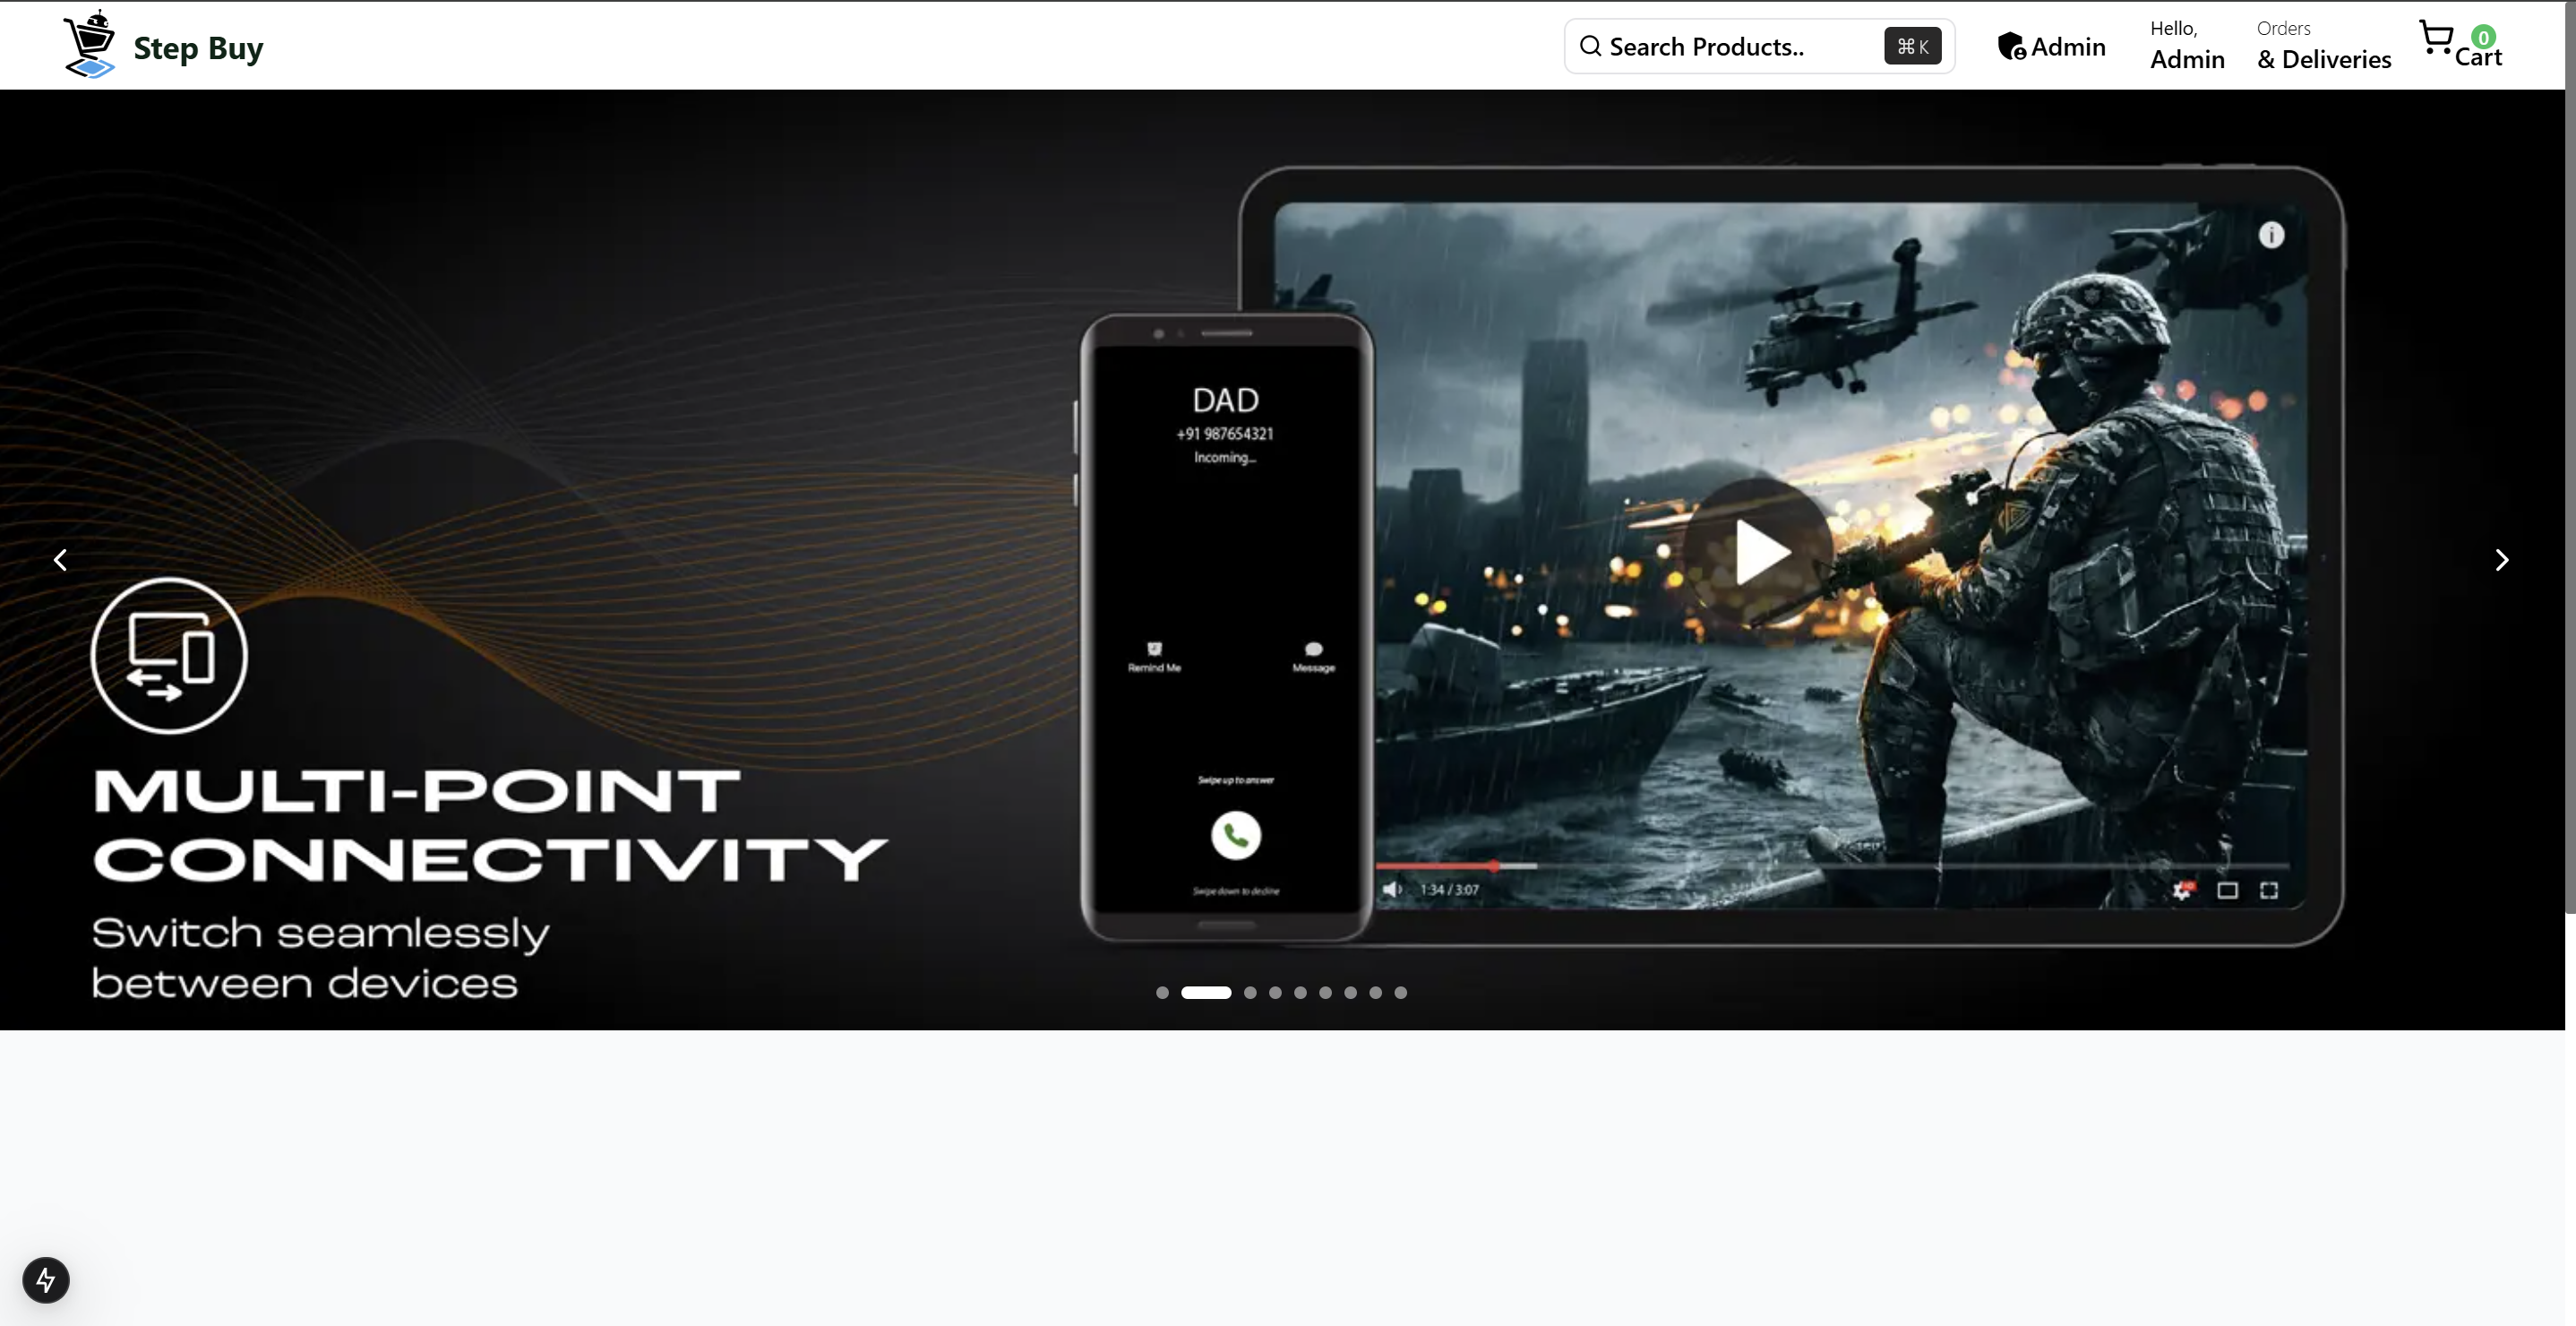 Step Buy
Search Products..
⌘ K
Admin
Hello,
Admin
Orders
& Deliveries
0
Cart
DAD
+91 987654321
Incoming...
Remind Me
Message
Swipe up to answer
Swipe down to decline
1:34 / 3:07
HD
MULTI-POINT
CONNECTIVITY
Switch seamlessly
between devices